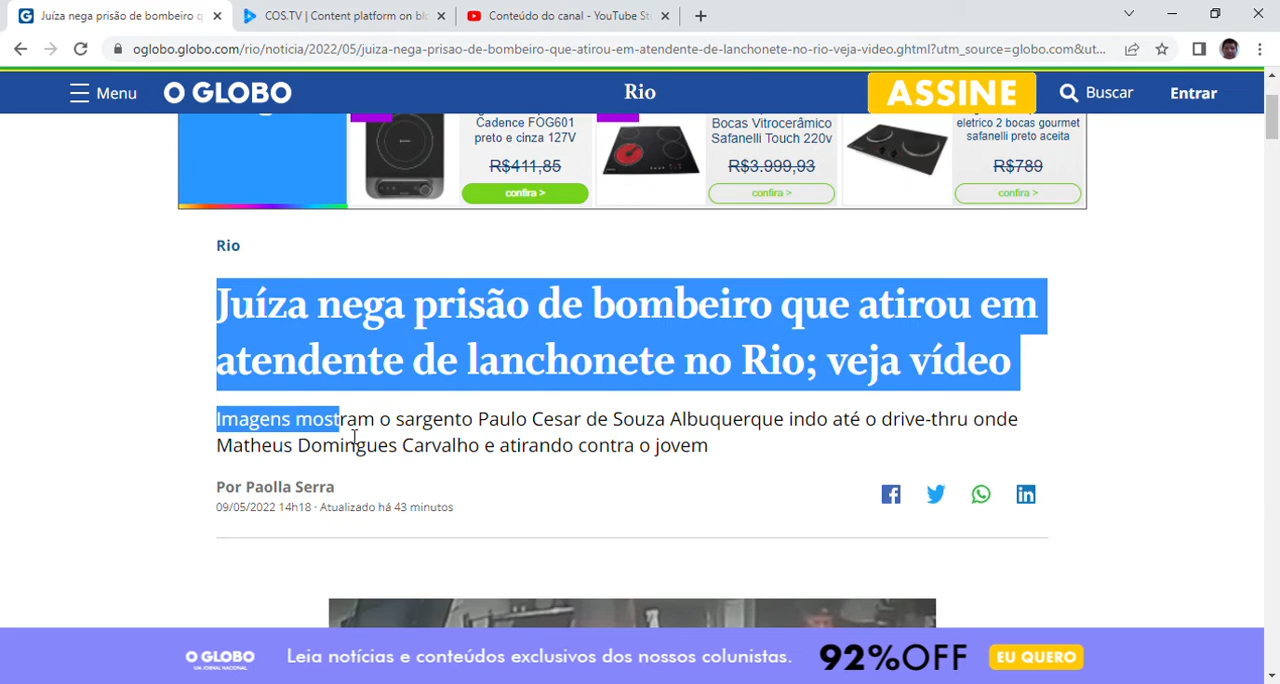 Juíza nega prisão de bombeiro q
COS.TV | Content platform on blo
Conteúdo do canal - YouTube St
oglobo.globo.com/rio/noticia/2022/05/juiza-nega-prisao-de-bombeiro-que-atirou-em-atendente-de-lanchonete-no-rio-veja-video.ghtml?utm_source=globo.com&ut...
Menu
O GLOBO
Rio
ASSINE
Buscar
Entrar
Cadence FOG601
preto e cinza 127V
R$411,85
confira >
Bocas Vitrocerâmico
Safanelli Touch 220v
R$3.999,93
confira >
eletrico 2 bocas gourmet
safanelli preto aceita
R$789
confira >
Rio
Juíza nega prisão de bombeiro que atirou em
atendente de lanchonete no Rio; veja vídeo
Imagens mostram o sargento Paulo Cesar de Souza Albuquerque indo até o drive-thru onde
Matheus Domingues Carvalho e atirando contra o jovem
Por Paolla Serra
09/05/2022 14h18 · Atualizado há 43 minutos
O GLOBO
UM JORNAL NACIONAL
Leia notícias e conteúdos exclusivos dos nossos colunistas.
92%OFF
EU QUERO